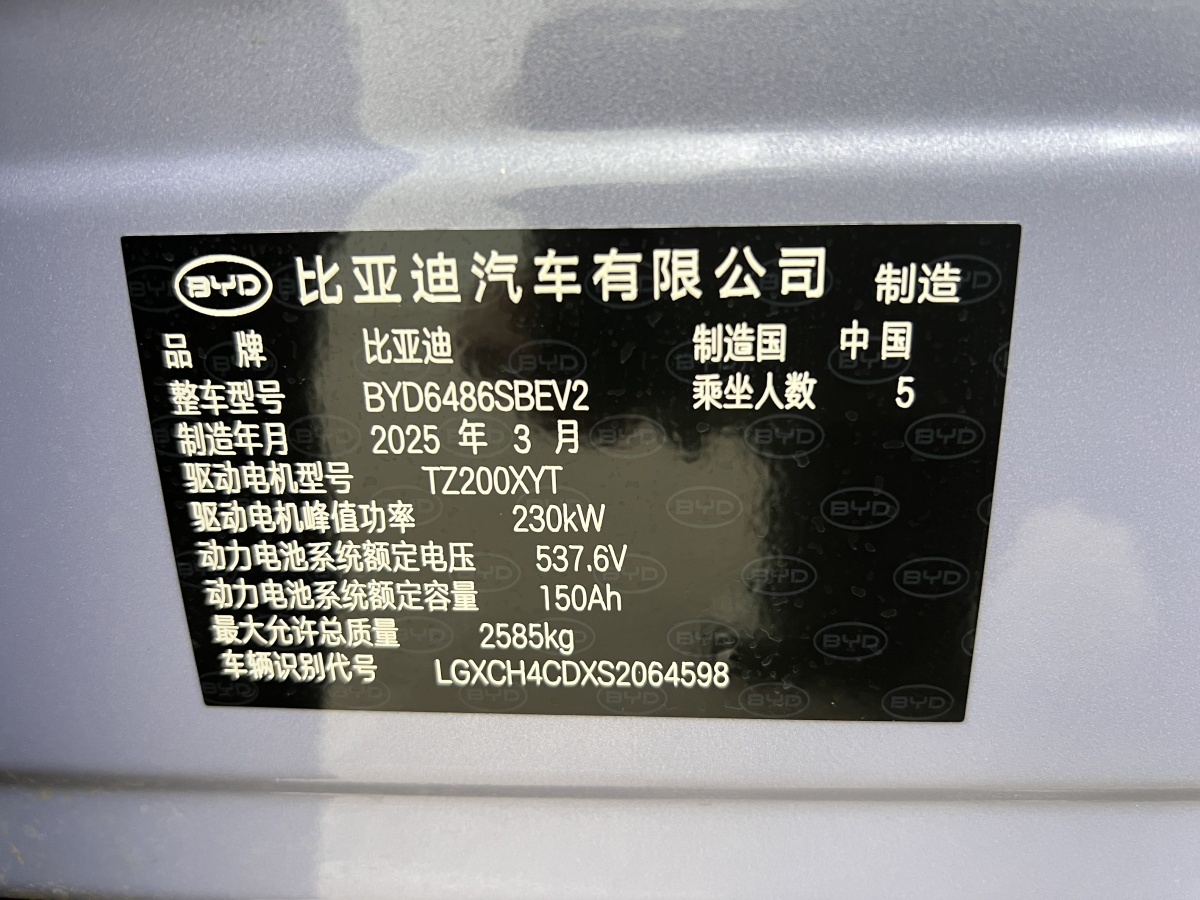 BYD 比亚迪汽车有限公司 制造
品 牌 比亚迪 制造国 中国
整车型号 BYD6486SBEV2 乘坐人数 5
制造年月 2025 年 3 月
驱动电机型号 TZ200XYT
驱动电机峰值功率 230kW
动力电池系统额定电压 537.6V
动力电池系统额定容量 150Ah
最大允许总质量 2585kg
车辆识别代号 LGXCH4CDXS2064598